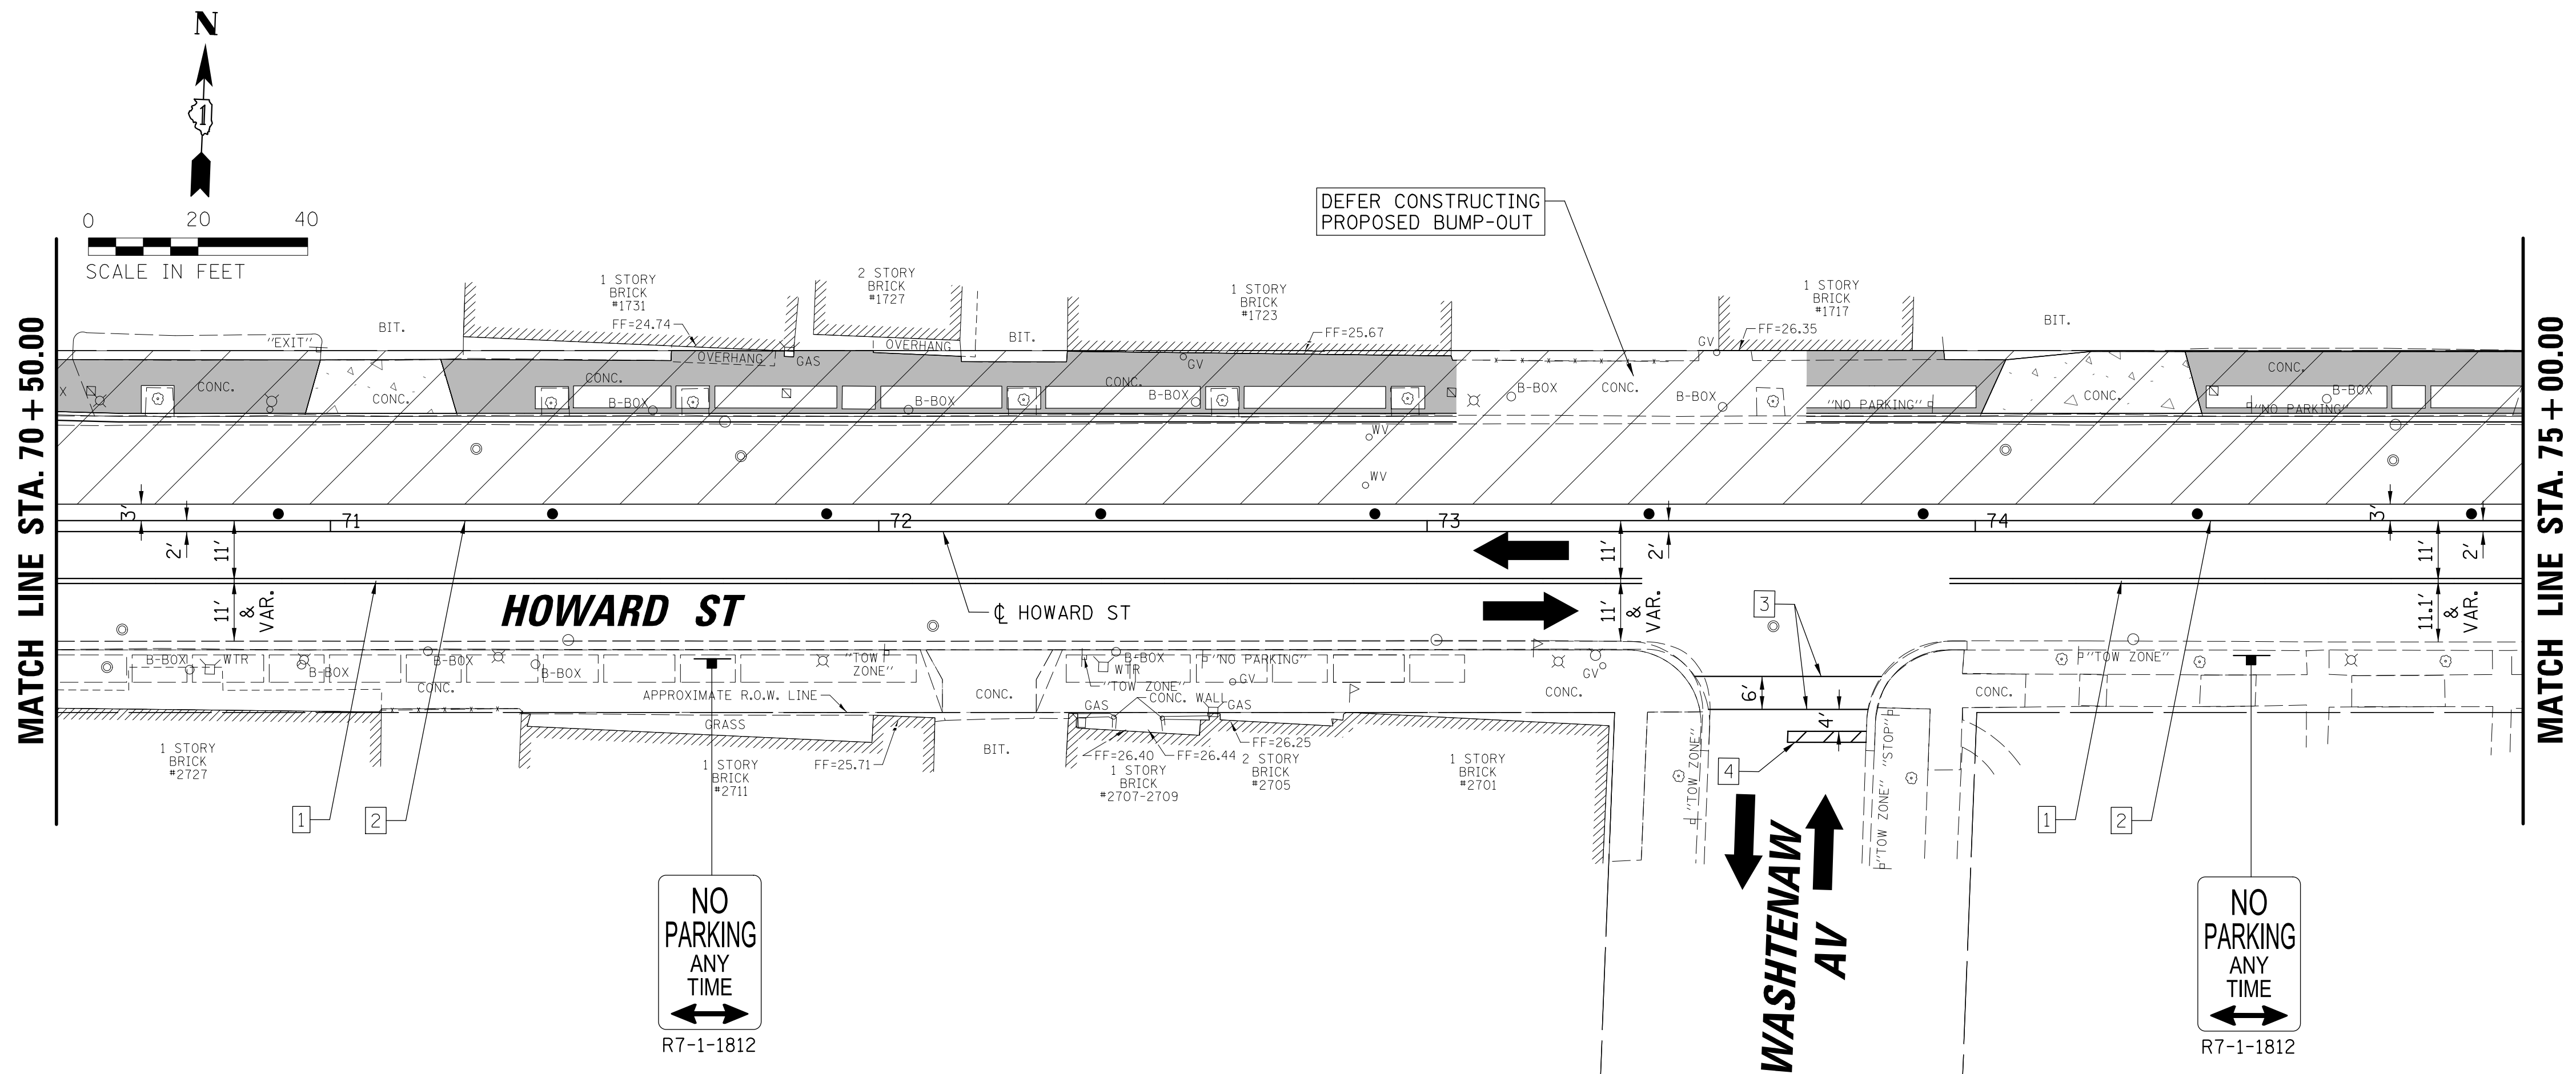 N
1
0 20 40
SCALE IN FEET
DEFER CONSTRUCTING
PROPOSED BUMP-OUT
MATCH LINE STA. 70+50.00
MATCH LINE STA. 75+00.00
BIT.
1 STORY
BRICK
#1731
FF=24.74
2 STORY
BRICK
#1727
BIT.
1 STORY
BRICK
#1723
FF=25.67
GV
1 STORY
BRICK
#1717
FF=26.35
BIT.
"EXIT"
OVERHANG
GAS
OVERHANG
GV
X
CONC.
CONC.
CONC.
B-BOX
B-BOX
CONC.
B-BOX
B-BOX
CONC.
B-BOX
"NO PARKING"
CONC.
CONC.
B-BOX
"NO PARKING"
WV
WV
3'
2'
11'
71
72
73
11'
2'
74
3'
11'
2'
11'
&
VAR.
HOWARD ST
℄ HOWARD ST
11'
&
VAR.
3
11.1'
&
VAR.
B-BOX
WTR
B-BOX
B-BOX
CONC.
B-BOX
"TOW
ZONE"
APPROXIMATE R.O.W. LINE
GRASS
CONC.
B-BOX
WTR
"TOW ZONE"
"NO PARKING"
GV
CONC. WALL
GAS
GAS
CONC.
GV
6'
4'
"TOW ZONE"
CONC.
1 STORY
BRICK
#2727
1 STORY
BRICK
#2711
FF=25.71
BIT.
FF=26.40
FF=26.44
FF=26.25
1 STORY
BRICK
#2707-2709
2 STORY
BRICK
#2705
1 STORY
BRICK
#2701
"TOW ZONE"
4
"TOW ZONE" "STOP"
1
2
1
2
WASHTENAW
AV
NO
PARKING
ANY
TIME
R7-1-1812
NO
PARKING
ANY
TIME
R7-1-1812